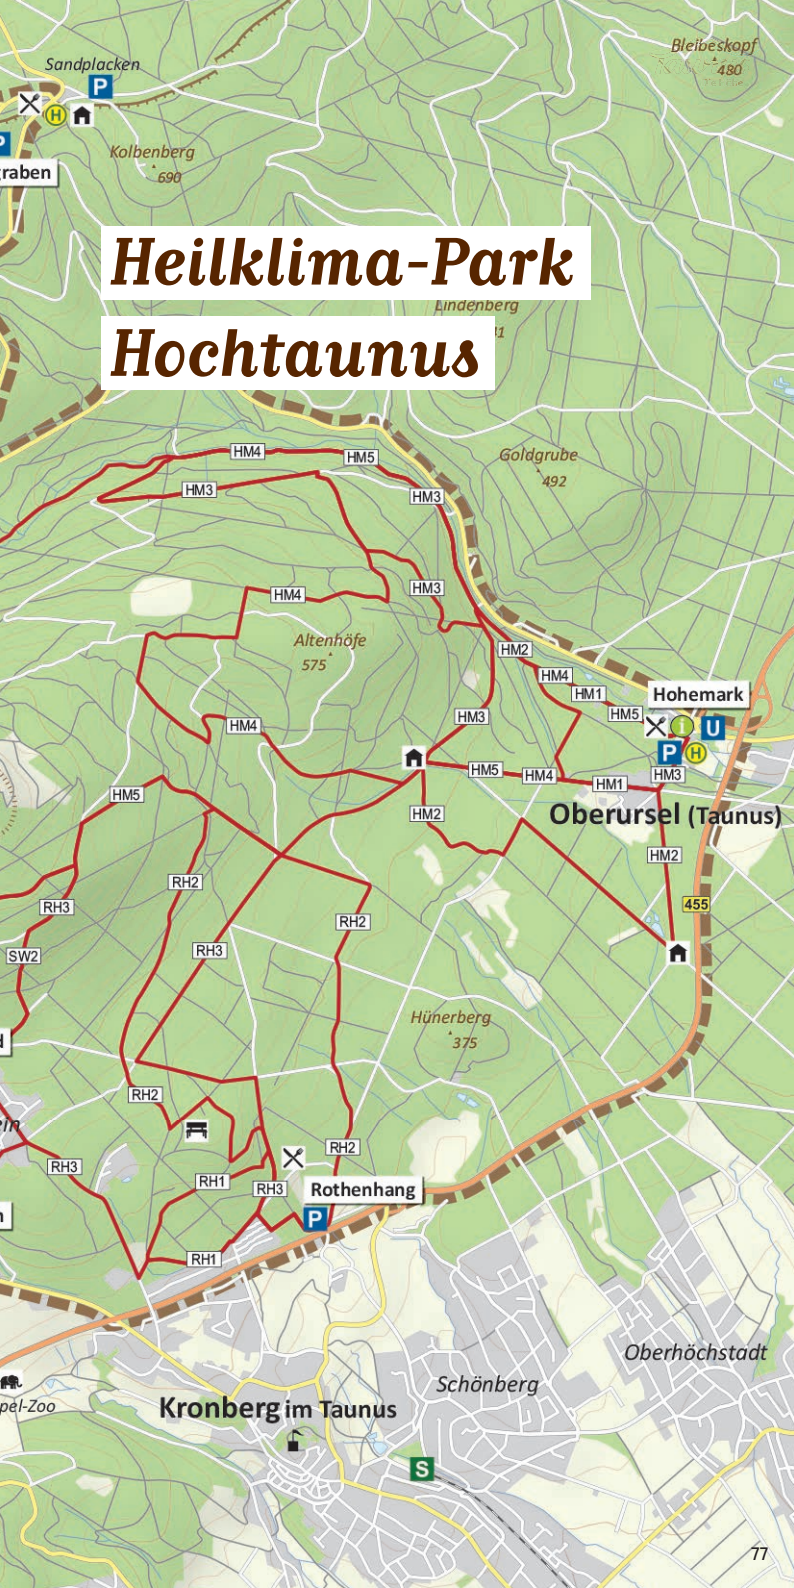 Bleibeskopf
480
Sandplacken
P
H
P
Kolbenberg
690
graben
Heilklima-Park
Lindenberg
Hochtaunus
HM4
HM5
Goldgrube
492
HM3
HM3
HM3
HM4
Altenhöfe
575
HM2
HM4
HM1
Hohemark
HM5
HM3
i
U
HM4
P
H
HM5
HM4
HM3
HM1
HM5
HM2
Oberursel (Taunus)
HM2
RH2
RH3
RH2
455
RH3
SW2
Hünerberg
375
RH2
ein
RH2
RH3
RH1
RH3
Rothenhang
P
RH1
Oberhöchstadt
Schönberg
pel-Zoo
Kronberg im Taunus
S
77